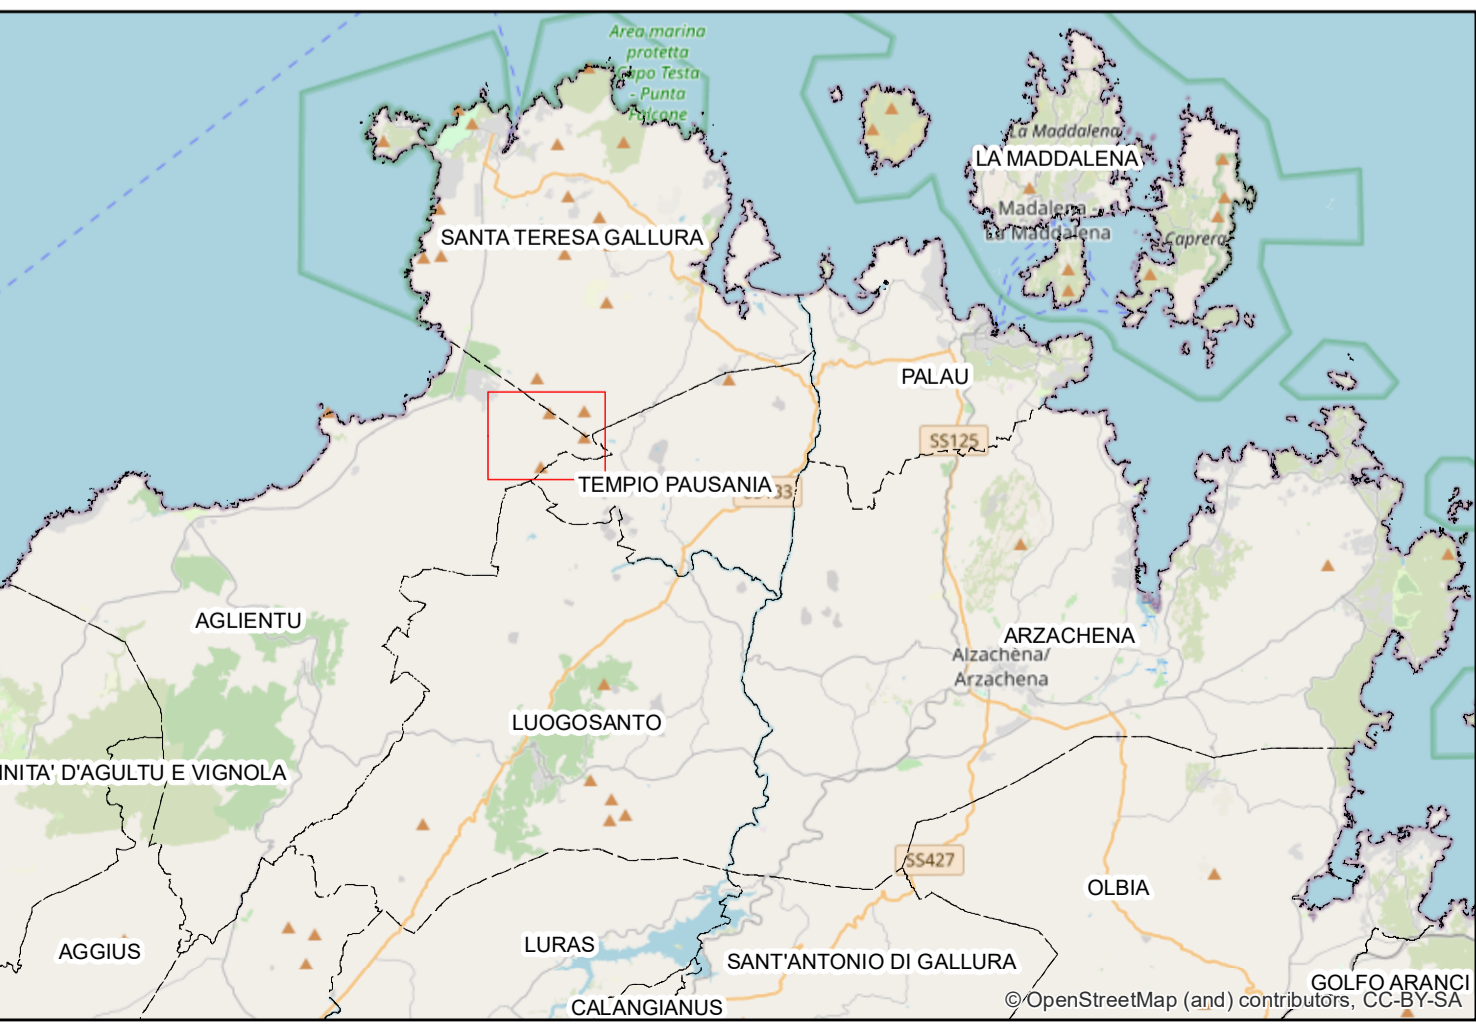 Area marina
protetta
Capo Testa
- Punta
Falcone
La Maddalena
LA MADDALENA
Madalena -
La Maddalena
Caprera
SANTA TERESA GALLURA
PALAU
SS125
TEMPIO PAUSANIA
AGLIENTU
ARZACHENA
Alzachèna/
Arzachena
LUOGOSANTO
INITA' D'AGULTU E VIGNOLA
SS427
OLBIA
AGGIUS
LURAS
SANT'ANTONIO DI GALLURA
GOLFO ARANCI
CALANGIANUS
© OpenStreetMap (and) contributors, CC-BY-SA